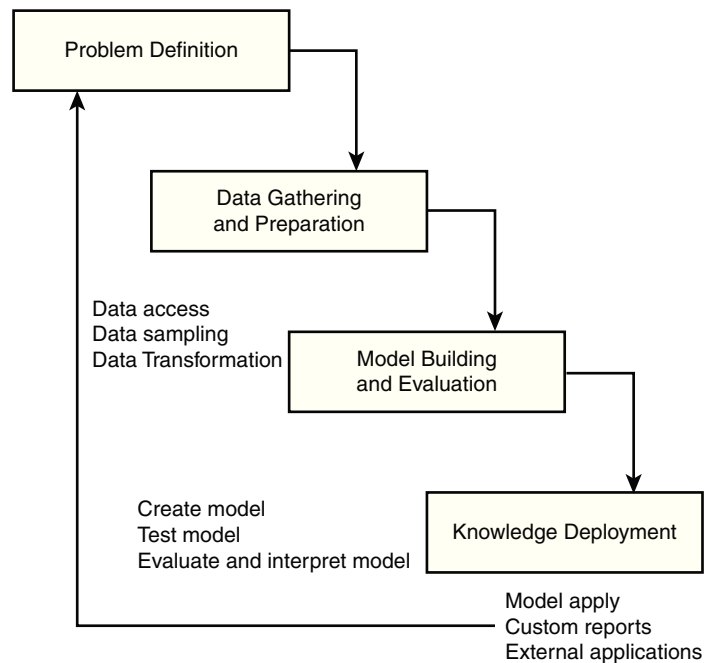 Problem Definition
Data Gathering
and Preparation
Data access
Data sampling
Data Transformation
Model Building
and Evaluation
Create model
Test model
Evaluate and interpret model
Knowledge Deployment
Model apply
Custom reports
External applications